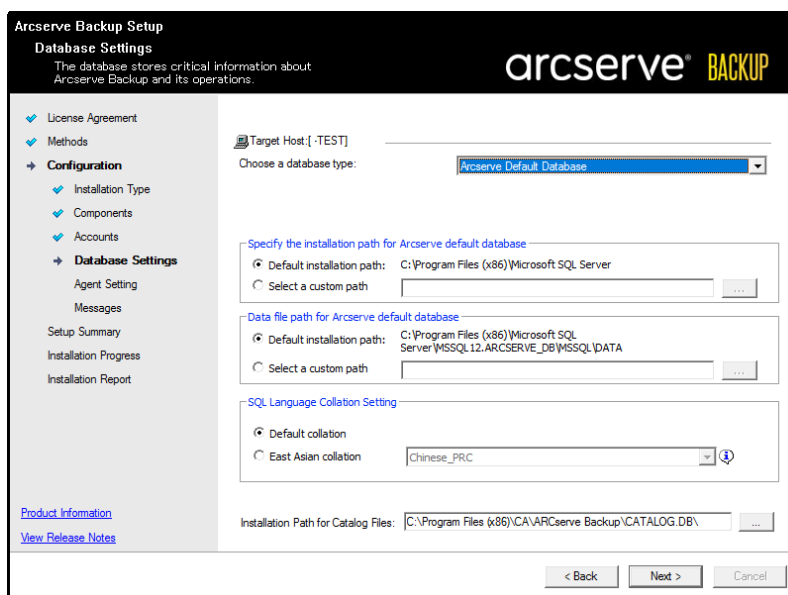 Arcserve Backup Setup
Database Settings
The database stores critical information about
Arcserve Backup and its operations.
arcserve® BACKUP
License Agreement
Methods
Configuration
Installation Type
Components
Accounts
Database Settings
Agent Setting
Messages
Setup Summary
Installation Progress
Installation Report
Product Information
View Release Notes
Target Host:[ -TEST]
Choose a database type:
Arcserve Default Database
Specify the installation path for Arcserve default database
Default installation path: C:\Program Files (x86)\Microsoft SQL Server
Select a custom path
...
Data file path for Arcserve default database
Default installation path: C:\Program Files (x86)\Microsoft SQL
Server\MSSQL12.ARCSERVE_DB\MSSQL\DATA
Select a custom path
...
SQL Language Collation Setting
Default collation
East Asian collation
Chinese_PRC
Installation Path for Catalog Files: C:\Program Files (x86)\CA\ARCserve Backup\CATALOG.DB\
...
< Back
Next >
Cancel